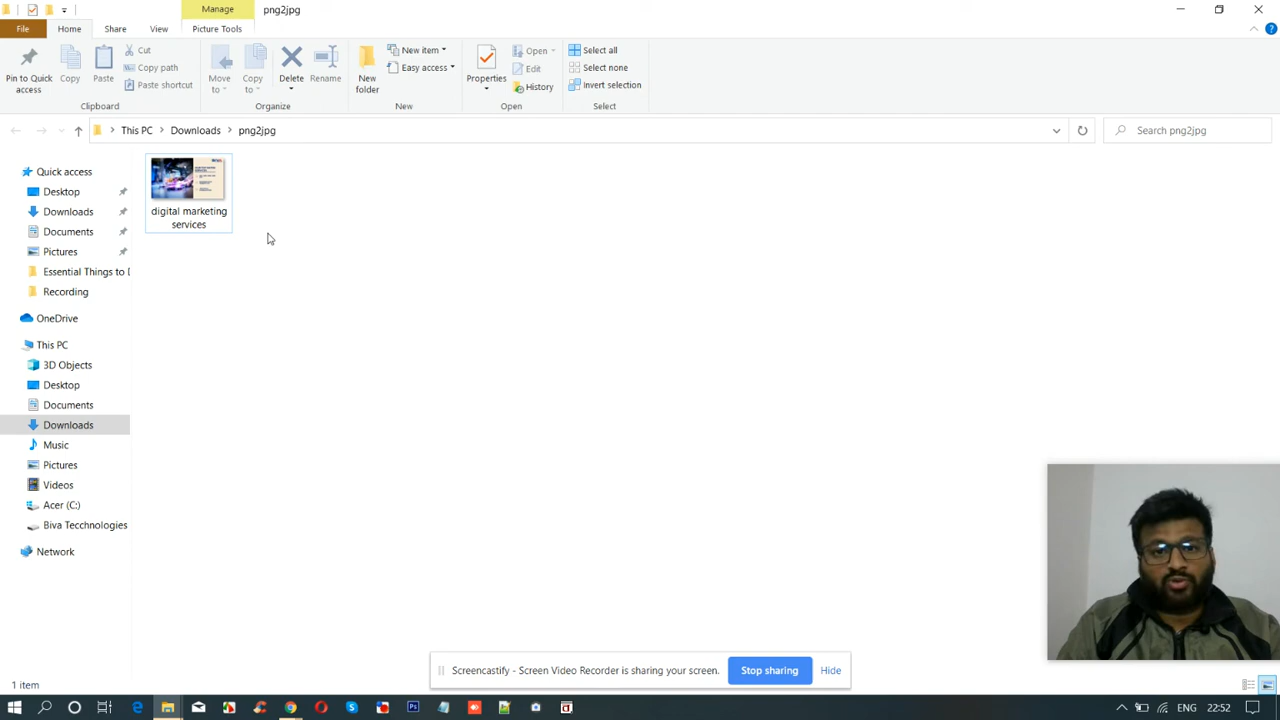 Manage
png2jpg
File
Home
Share
View
Picture Tools
Pin to Quick access
Copy
Paste
Cut
Copy path
Paste shortcut
Clipboard
Move to
Copy to
Delete
Rename
Organize
New folder
New item
Easy access
New
Properties
Open
Edit
History
Open
Select all
Select none
Invert selection
Select
This PC
Downloads
png2jpg
Search png2jpg
Quick access
Desktop
Downloads
Documents
Pictures
Essential Things to D
Recording
OneDrive
This PC
3D Objects
Desktop
Documents
Downloads
Music
Pictures
Videos
Acer (C:)
Biva Tecchnologies
Network
digital marketing
services
Screencastify - Screen Video Recorder is sharing your screen.
Stop sharing
Hide
1 item
ENG
22:52